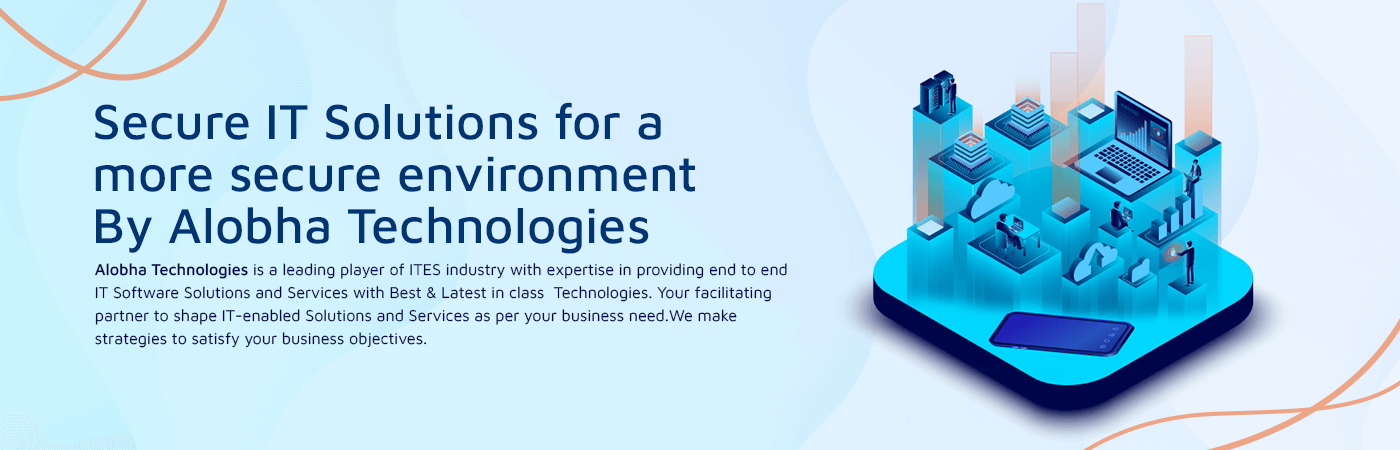 Secure IT Solutions for a
more secure environment
By Alobha Technologies
Alobha Technologies is a leading player of ITES industry with expertise in providing end to end
IT Software Solutions and Services with Best & Latest in class  Technologies. Your facilitating
partner to shape IT-enabled Solutions and Services as per your business need.We make
strategies to satisfy your business objectives.